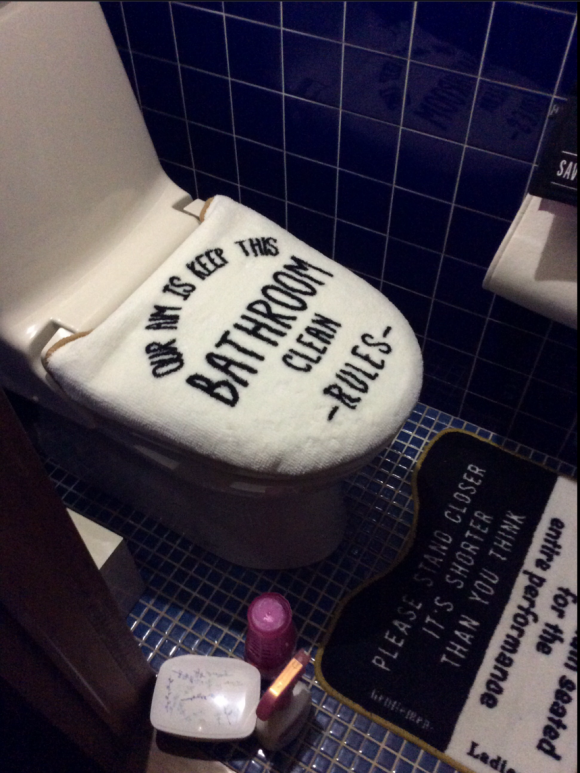 OUR AIM IS KEEP THIS
BATHROOM
CLEAN
-RULES-
PLEASE STAND CLOSER
IT'S SHORTER
THAN YOU THINK
Gentlemen-
seated
for the
entire performance
SAV